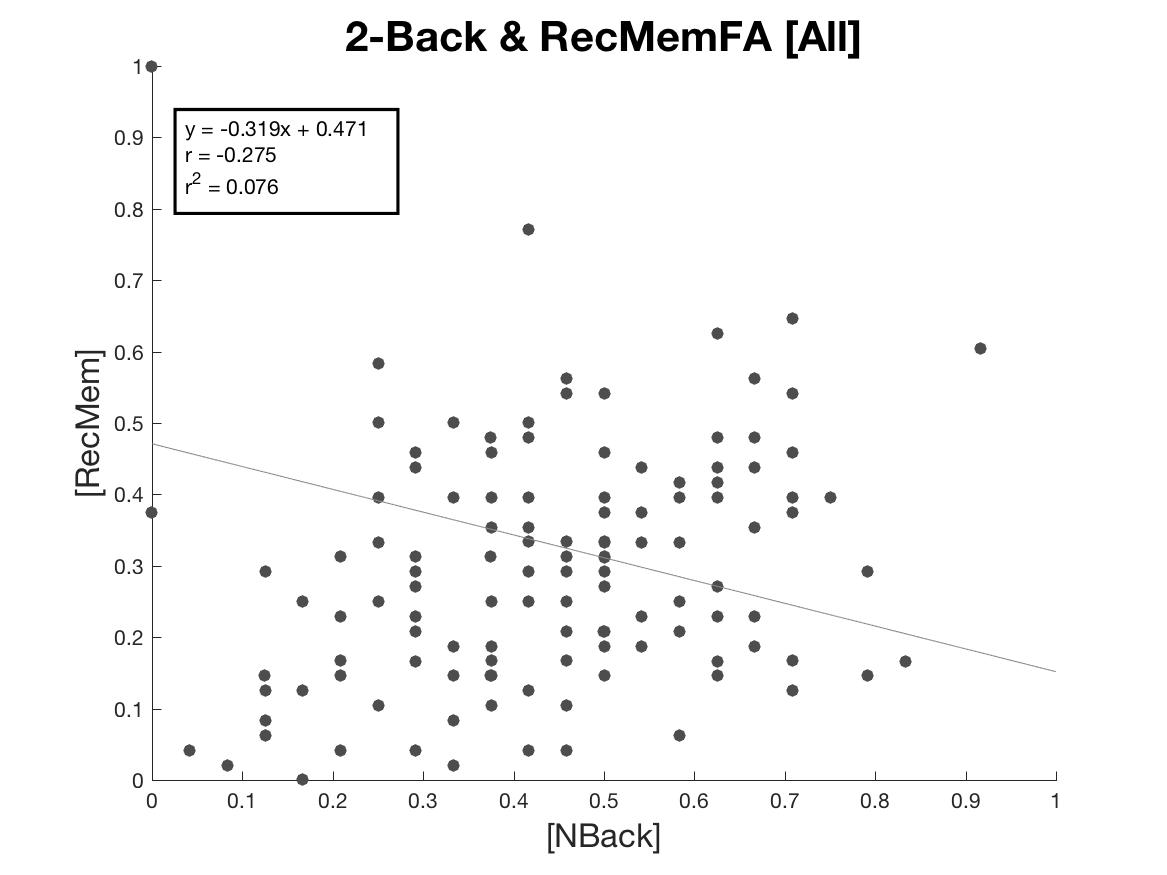 2-Back & RecMemFA [All]
y = -0.319x + 0.471
r = -0.275
r² = 0.076
1
0.9
0.8
0.7
0.6
0.5
0.4
0.3
0.2
0.1
0
[RecMem]
0 0.1 0.2 0.3 0.4 0.5 0.6 0.7 0.8 0.9 1
[NBack]